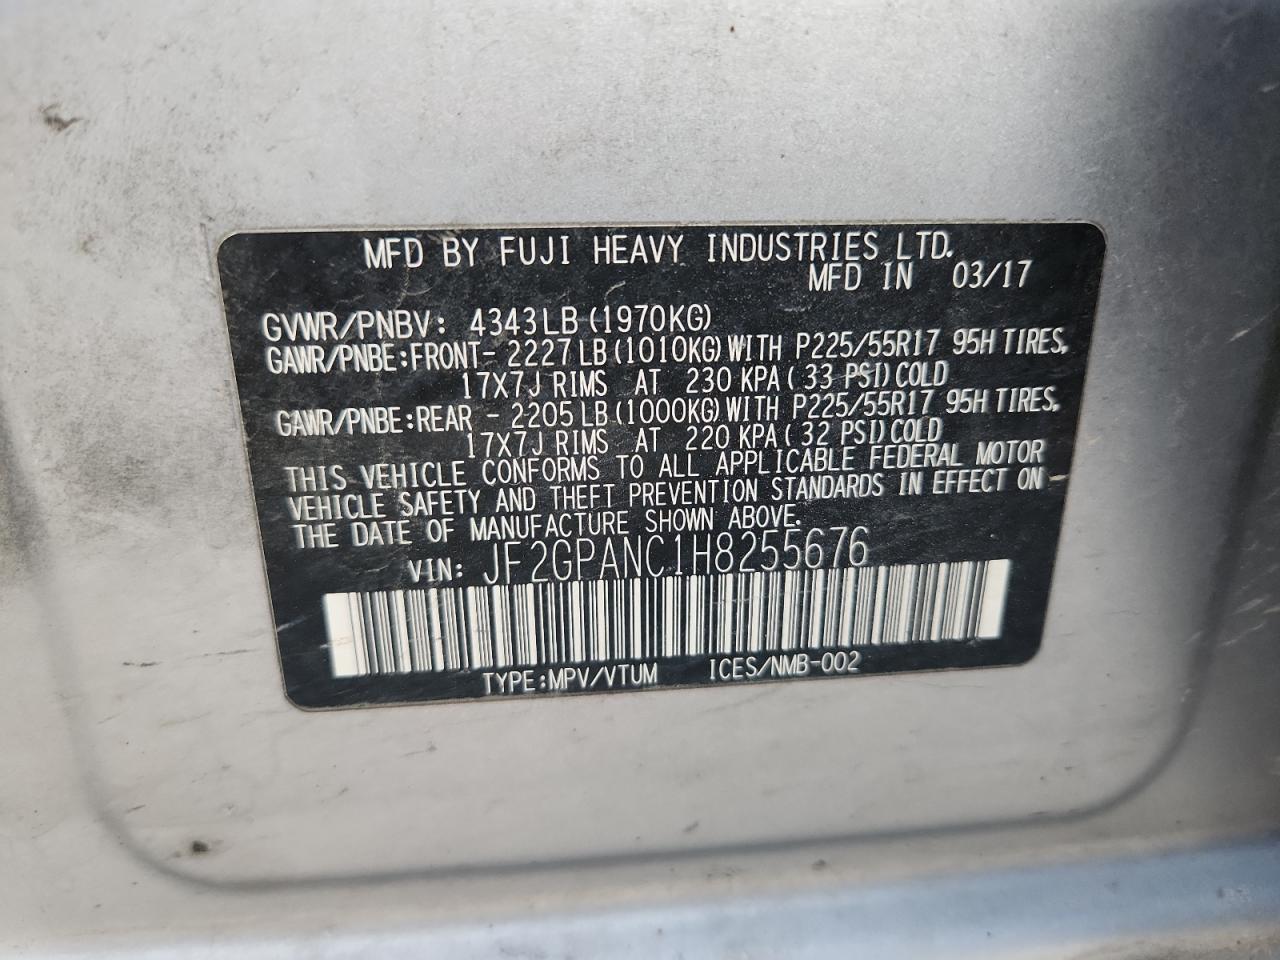 MFD BY FUJI HEAVY INDUSTRIES LTD.
MFD IN 03/17
GVWR/PNBV: 4343LB (1970KG)
GAWR/PNBE:FRONT- 2227LB(1010KG)WITH P225/55R17 95H TIRES,
17X7J RIMS AT 230 KPA( 33 PSI)COLD
GAWR/PNBE:REAR - 2205LB(1000KG)WITH P225/55R17 95H TIRES,
17X7J RIMS AT 220 KPA( 32 PSI)COLD
THIS VEHICLE CONFORMS TO ALL APPLICABLE FEDERAL MOTOR
VEHICLE SAFETY AND THEFT PREVENTION STANDARDS IN EFFECT ON
THE DATE OF MANUFACTURE SHOWN ABOVE.
VIN: JF2GPANC1H8255676
TYPE:MPV/VTUM ICES/NMB-002